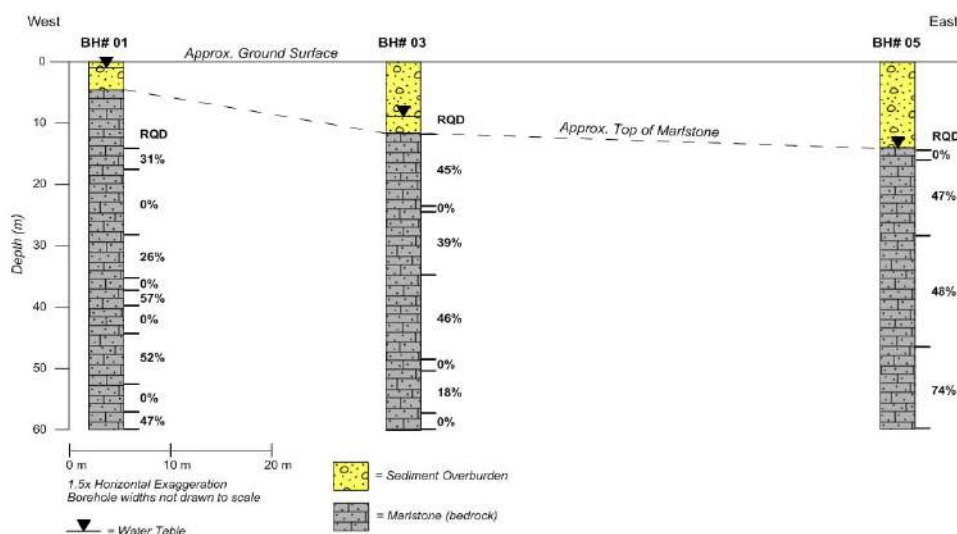 West
East
BH# 01
BH# 03
BH# 05
Approx. Ground Surface
Approx. Top of Marlstone
Depth (m)
0
10
20
30
40
50
60
RQD
31%
0%
26%
0%
57%
0%
52%
0%
47%
RQD
45%
0%
39%
46%
0%
18%
0%
RQD
0%
47%
48%
74%
0 m 10 m 20 m
1.5x Horizontal Exaggeration
Borehole widths not drawn to scale
= Water Table
= Sediment Overburden
= Marlstone (bedrock)